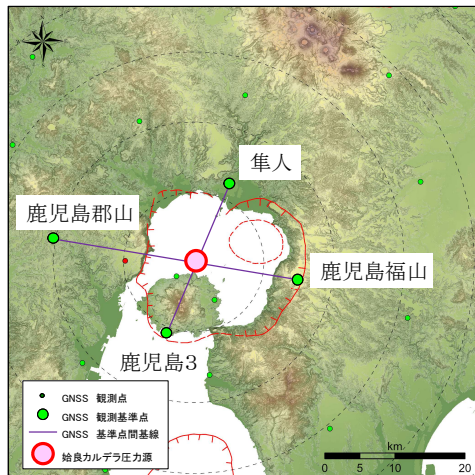 隼人
鹿児島郡山
鹿児島福山
鹿児島3
GNSS 観測点
GNSS 観測基準点
GNSS 基準点間基線
姶良カルデラ圧力源
km
0 10 20